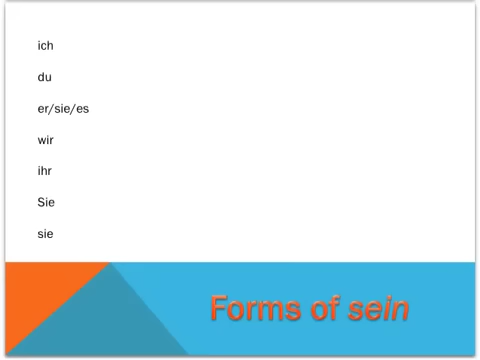 ich
du
er/sie/es
wir
ihr
Sie
sie
Forms of sein